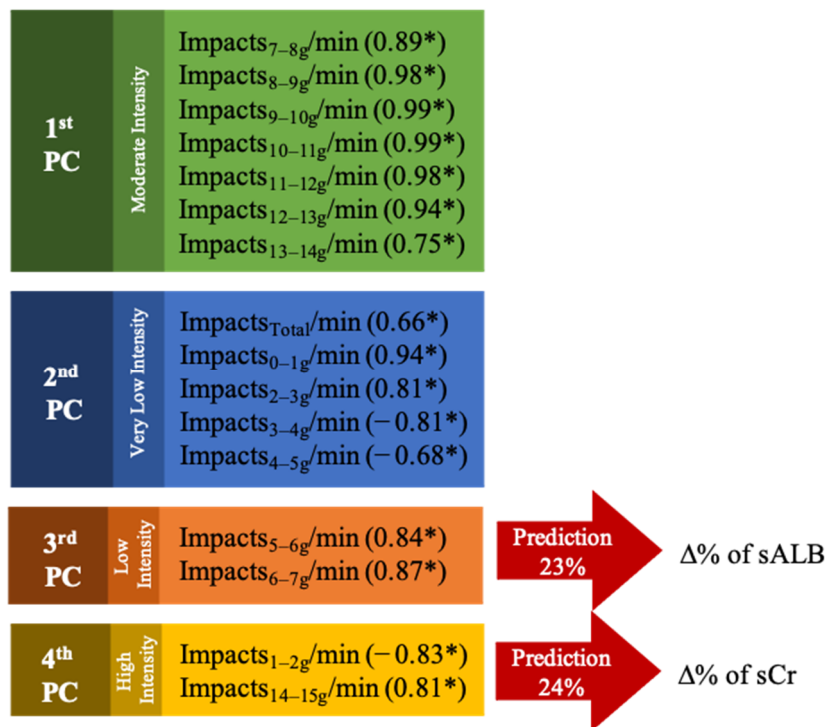 1st
PC
Moderate Intensity
Impacts7–8g/min (0.89*)
Impacts8–9g/min (0.98*)
Impacts9–10g/min (0.99*)
Impacts10–11g/min (0.99*)
Impacts11–12g/min (0.98*)
Impacts12–13g/min (0.94*)
Impacts13–14g/min (0.75*)
2nd
PC
Very Low Intensity
ImpactsTotal/min (0.66*)
Impacts0–1g/min (0.94*)
Impacts2–3g/min (0.81*)
Impacts3–4g/min (− 0.81*)
Impacts4–5g/min (− 0.68*)
3rd
PC
Low
Intensity
Impacts5–6g/min (0.84*)
Impacts6–7g/min (0.87*)
Prediction
23%
Δ% of sALB
4th
PC
High
Intensity
Impacts1–2g/min (− 0.83*)
Impacts14–15g/min (0.81*)
Prediction
24%
Δ% of sCr